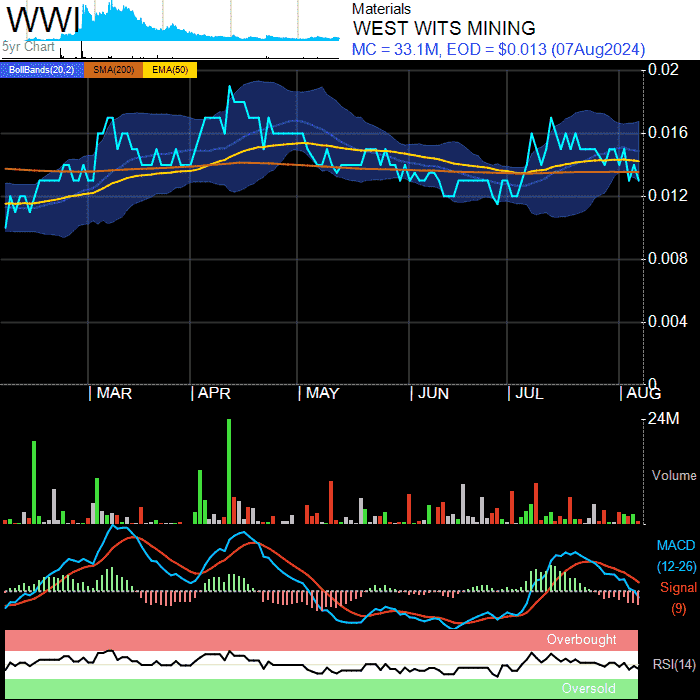 WWI
5yr Chart
Materials
WEST WITS MINING
MC = 33.1M, EOD = $0.013 (07Aug2024)
BollBands(20,2) SMA(200) EMA(50)
0.02
0.016
0.012
0.008
0.004
0
MAR APR MAY JUN JUL AUG
24M
Volume
MACD
(12-26)
Signal
(9)
Overbought
RSI(14)
Oversold